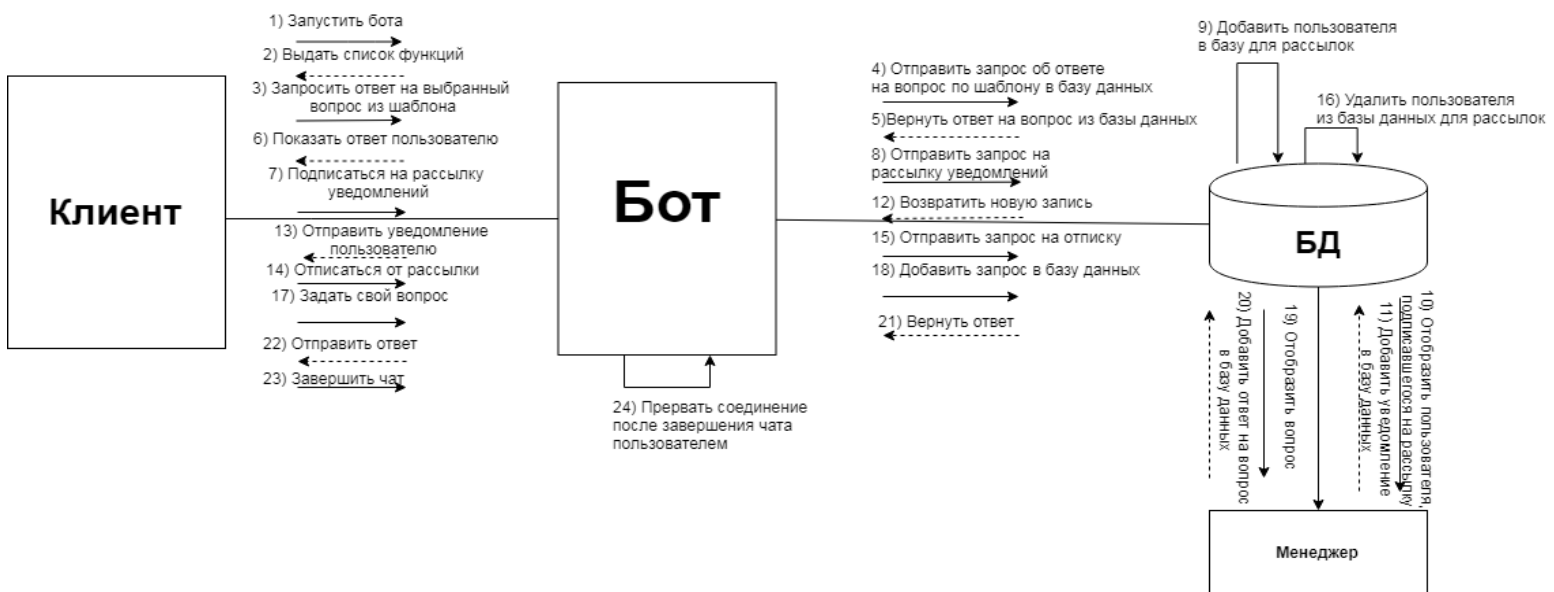 1) Запустить бота
2) Выдать список функций
3) Запросить ответ на выбранный
вопрос из шаблона
6) Показать ответ пользователю
7) Подписаться на рассылку
уведомлений
13) Отправить уведомление
пользователю
14) Отписаться от рассылки
17) Задать свой вопрос
22) Отправить ответ
23) Завершить чат
Клиент
Бот
24) Прервать соединение
после завершения чата
пользователем
4) Отправить запрос об ответе
на вопрос по шаблону в базу данных
5)Вернуть ответ на вопрос из базы данных
8) Отправить запрос на
рассылку уведомлений
12) Возвратить новую запись
15) Отправить запрос на отписку
18) Добавить запрос в базу данных
21) Вернуть ответ
9) Добавить пользователя
в базу для рассылок
16) Удалить пользователя
из базы данных для рассылок
БД
20) Добавить ответ на вопрос
в базу данных
19) Отобразить вопрос
10) Отобразить пользователя,
подписавшегося на рассылку
11) Добавить уведомление
в базу данных
Менеджер